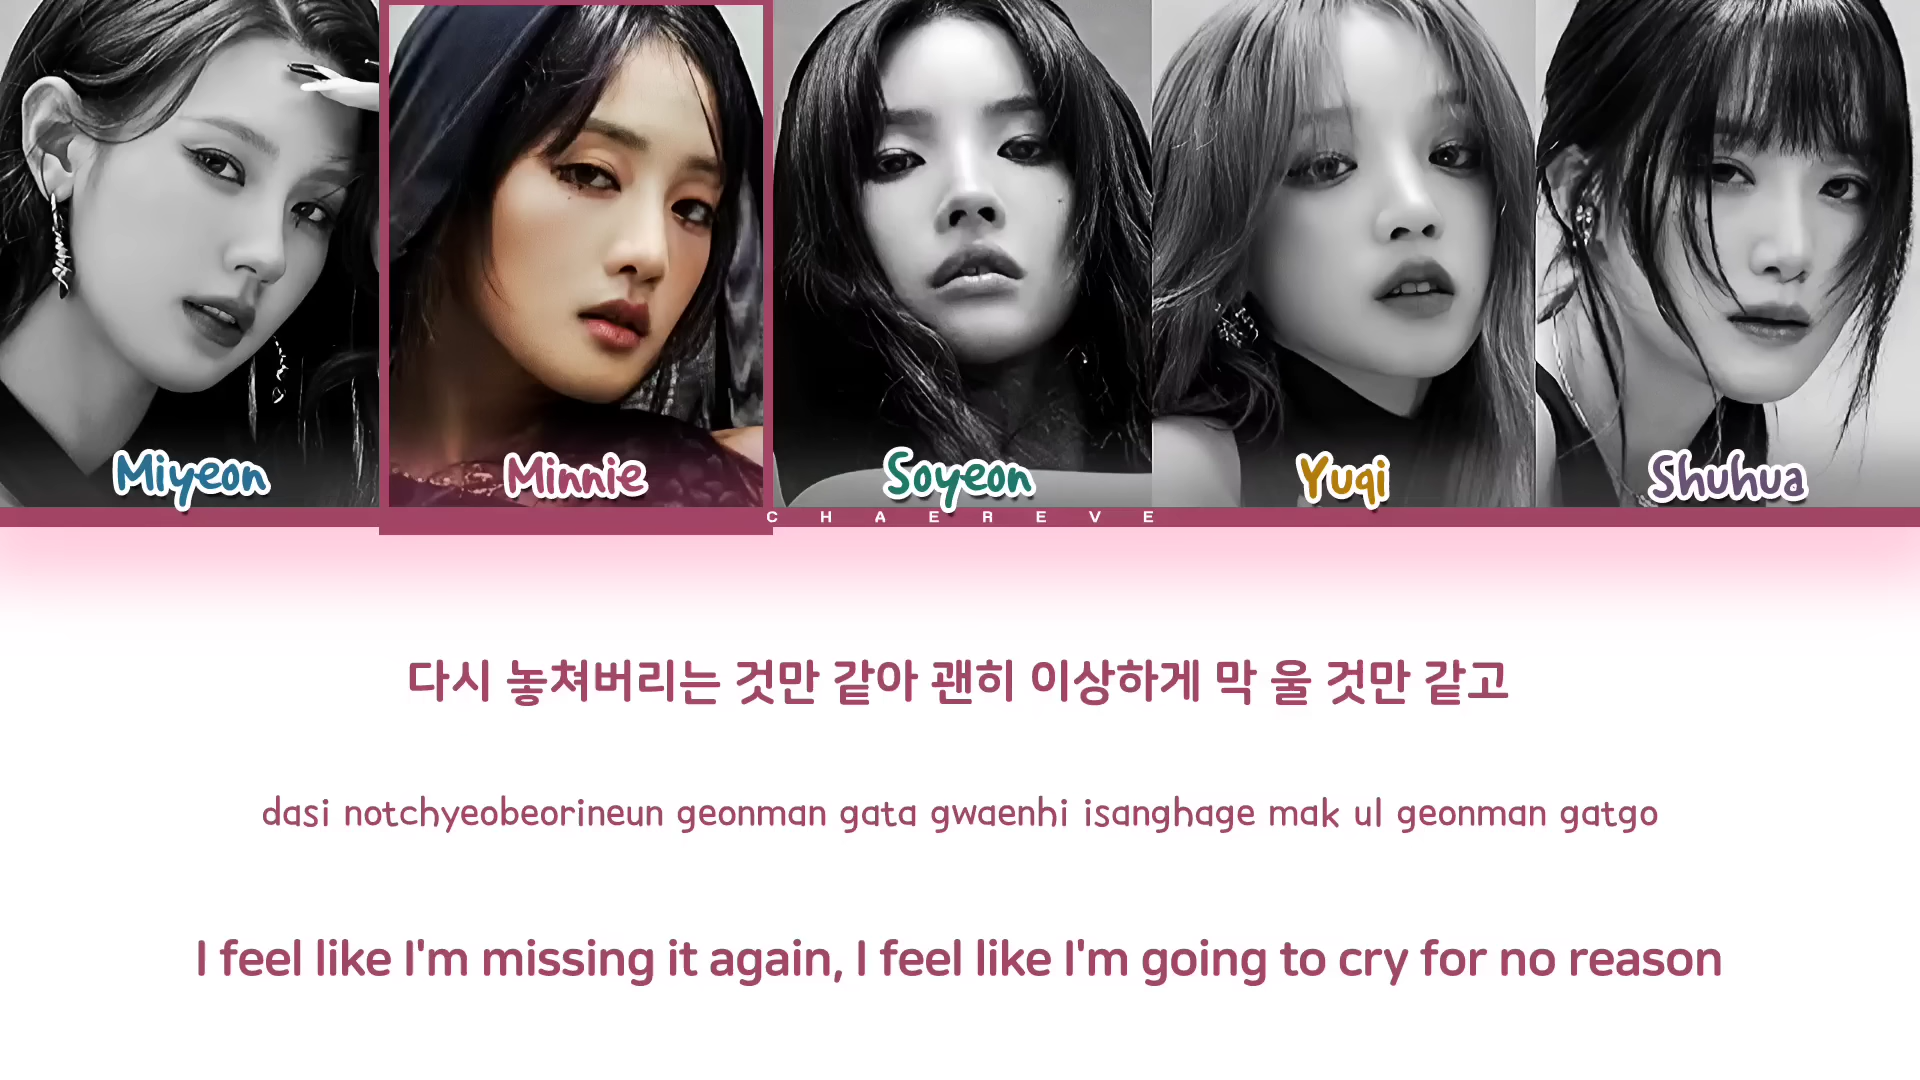 Miyeon
Minnie
Soyeon
Yuqi
Shuhua
CHAEREVE
다시 놓쳐버리는 것만 같아 괜히 이상하게 막 울 것만 같고
dasi notchyeobeorineun geonman gata gwaenhi isanghage mak ul geonman gatgo
I feel like I'm missing it again, I feel like I'm going to cry for no reason